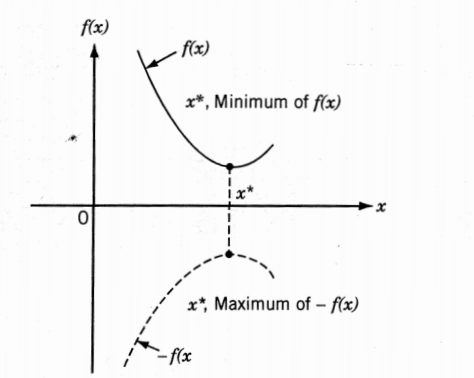 f(x)
f(x)
x*, Minimum of f(x)
x*
x
0
x*, Maximum of – f(x)
–f(x